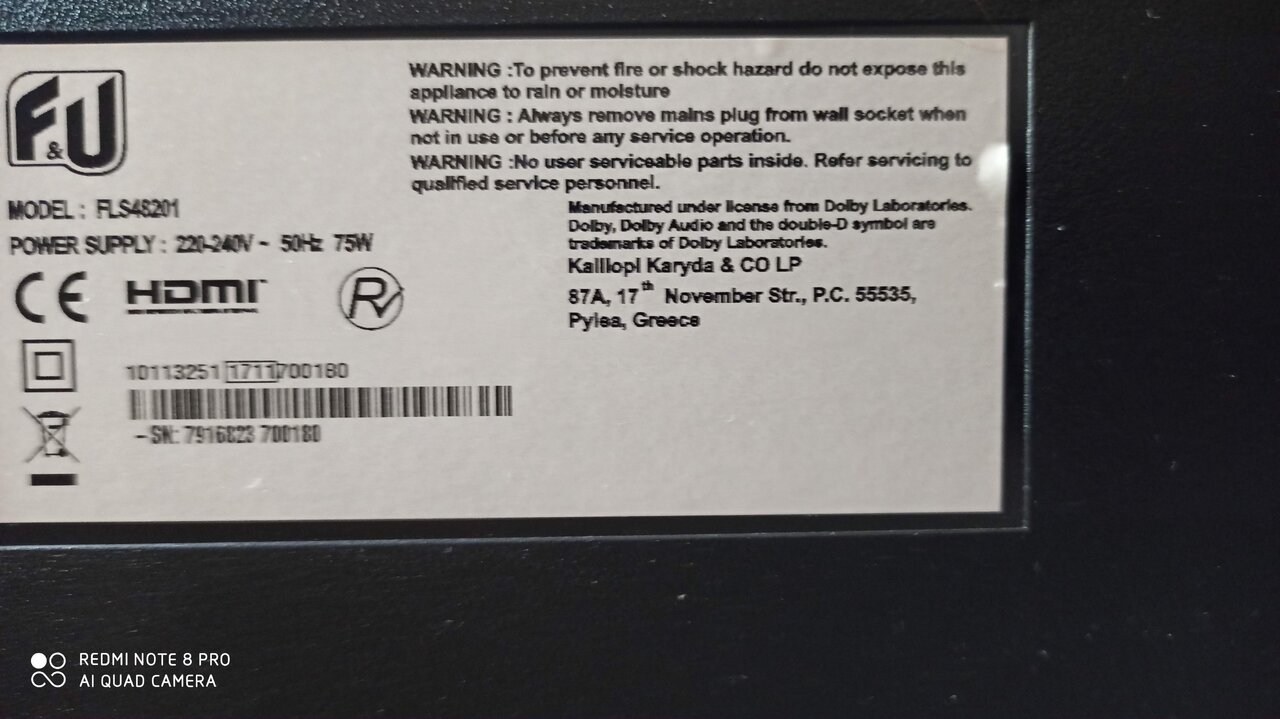 F&U
WARNING :To prevent fire or shock hazard do not expose this
appliance to rain or moisture
WARNING : Always remove mains plug from wall socket when
not in use or before any service operation.
WARNING :No user serviceable parts inside. Refer servicing to
qualified service personnel.
MODEL : FLS48201
POWER SUPPLY : 220-240V ~ 50Hz 75W
Manufactured under license from Dolby Laboratories.
Dolby, Dolby Audio and the double-D symbol are
trademarks of Dolby Laboratories.
Kalliopi Karyda & CO LP
87A, 17th November Str., P.C. 55535,
Pylea, Greece
CE HDMI R
10113251 1711700180
-SN: 7916823 700180
REDMI NOTE 8 PRO
AI QUAD CAMERA